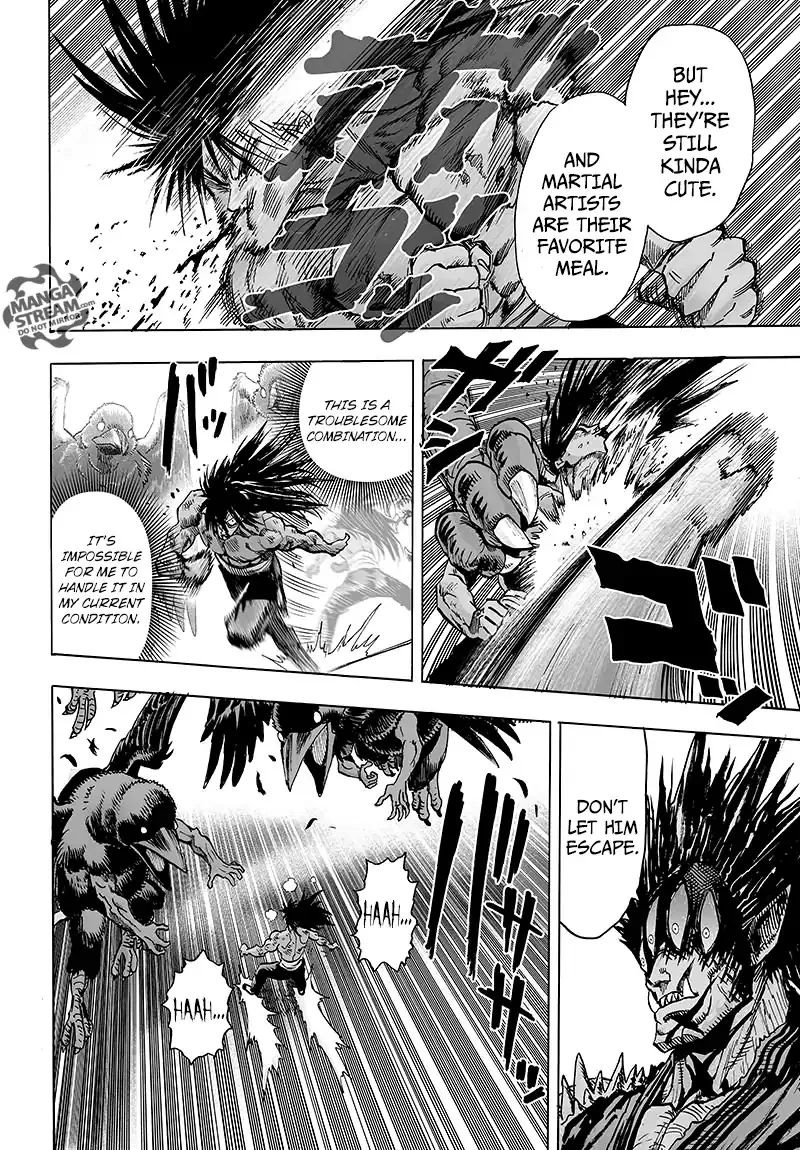 BUT
HEY...
THEY'RE
STILL
KINDA
CUTE.
AND
MARTIAL
ARTISTS
ARE THEIR
FAVORITE
MEAL.
MANGA
STREAM.com
DO NOT MIRROR
THIS IS A
TROUBLESOME
COMBINATION...
IT'S
IMPOSSIBLE
FOR ME TO
HANDLE IT IN
MY CURRENT
CONDITION.
DON'T
LET HIM
ESCAPE.
HAAH...
HAAH...